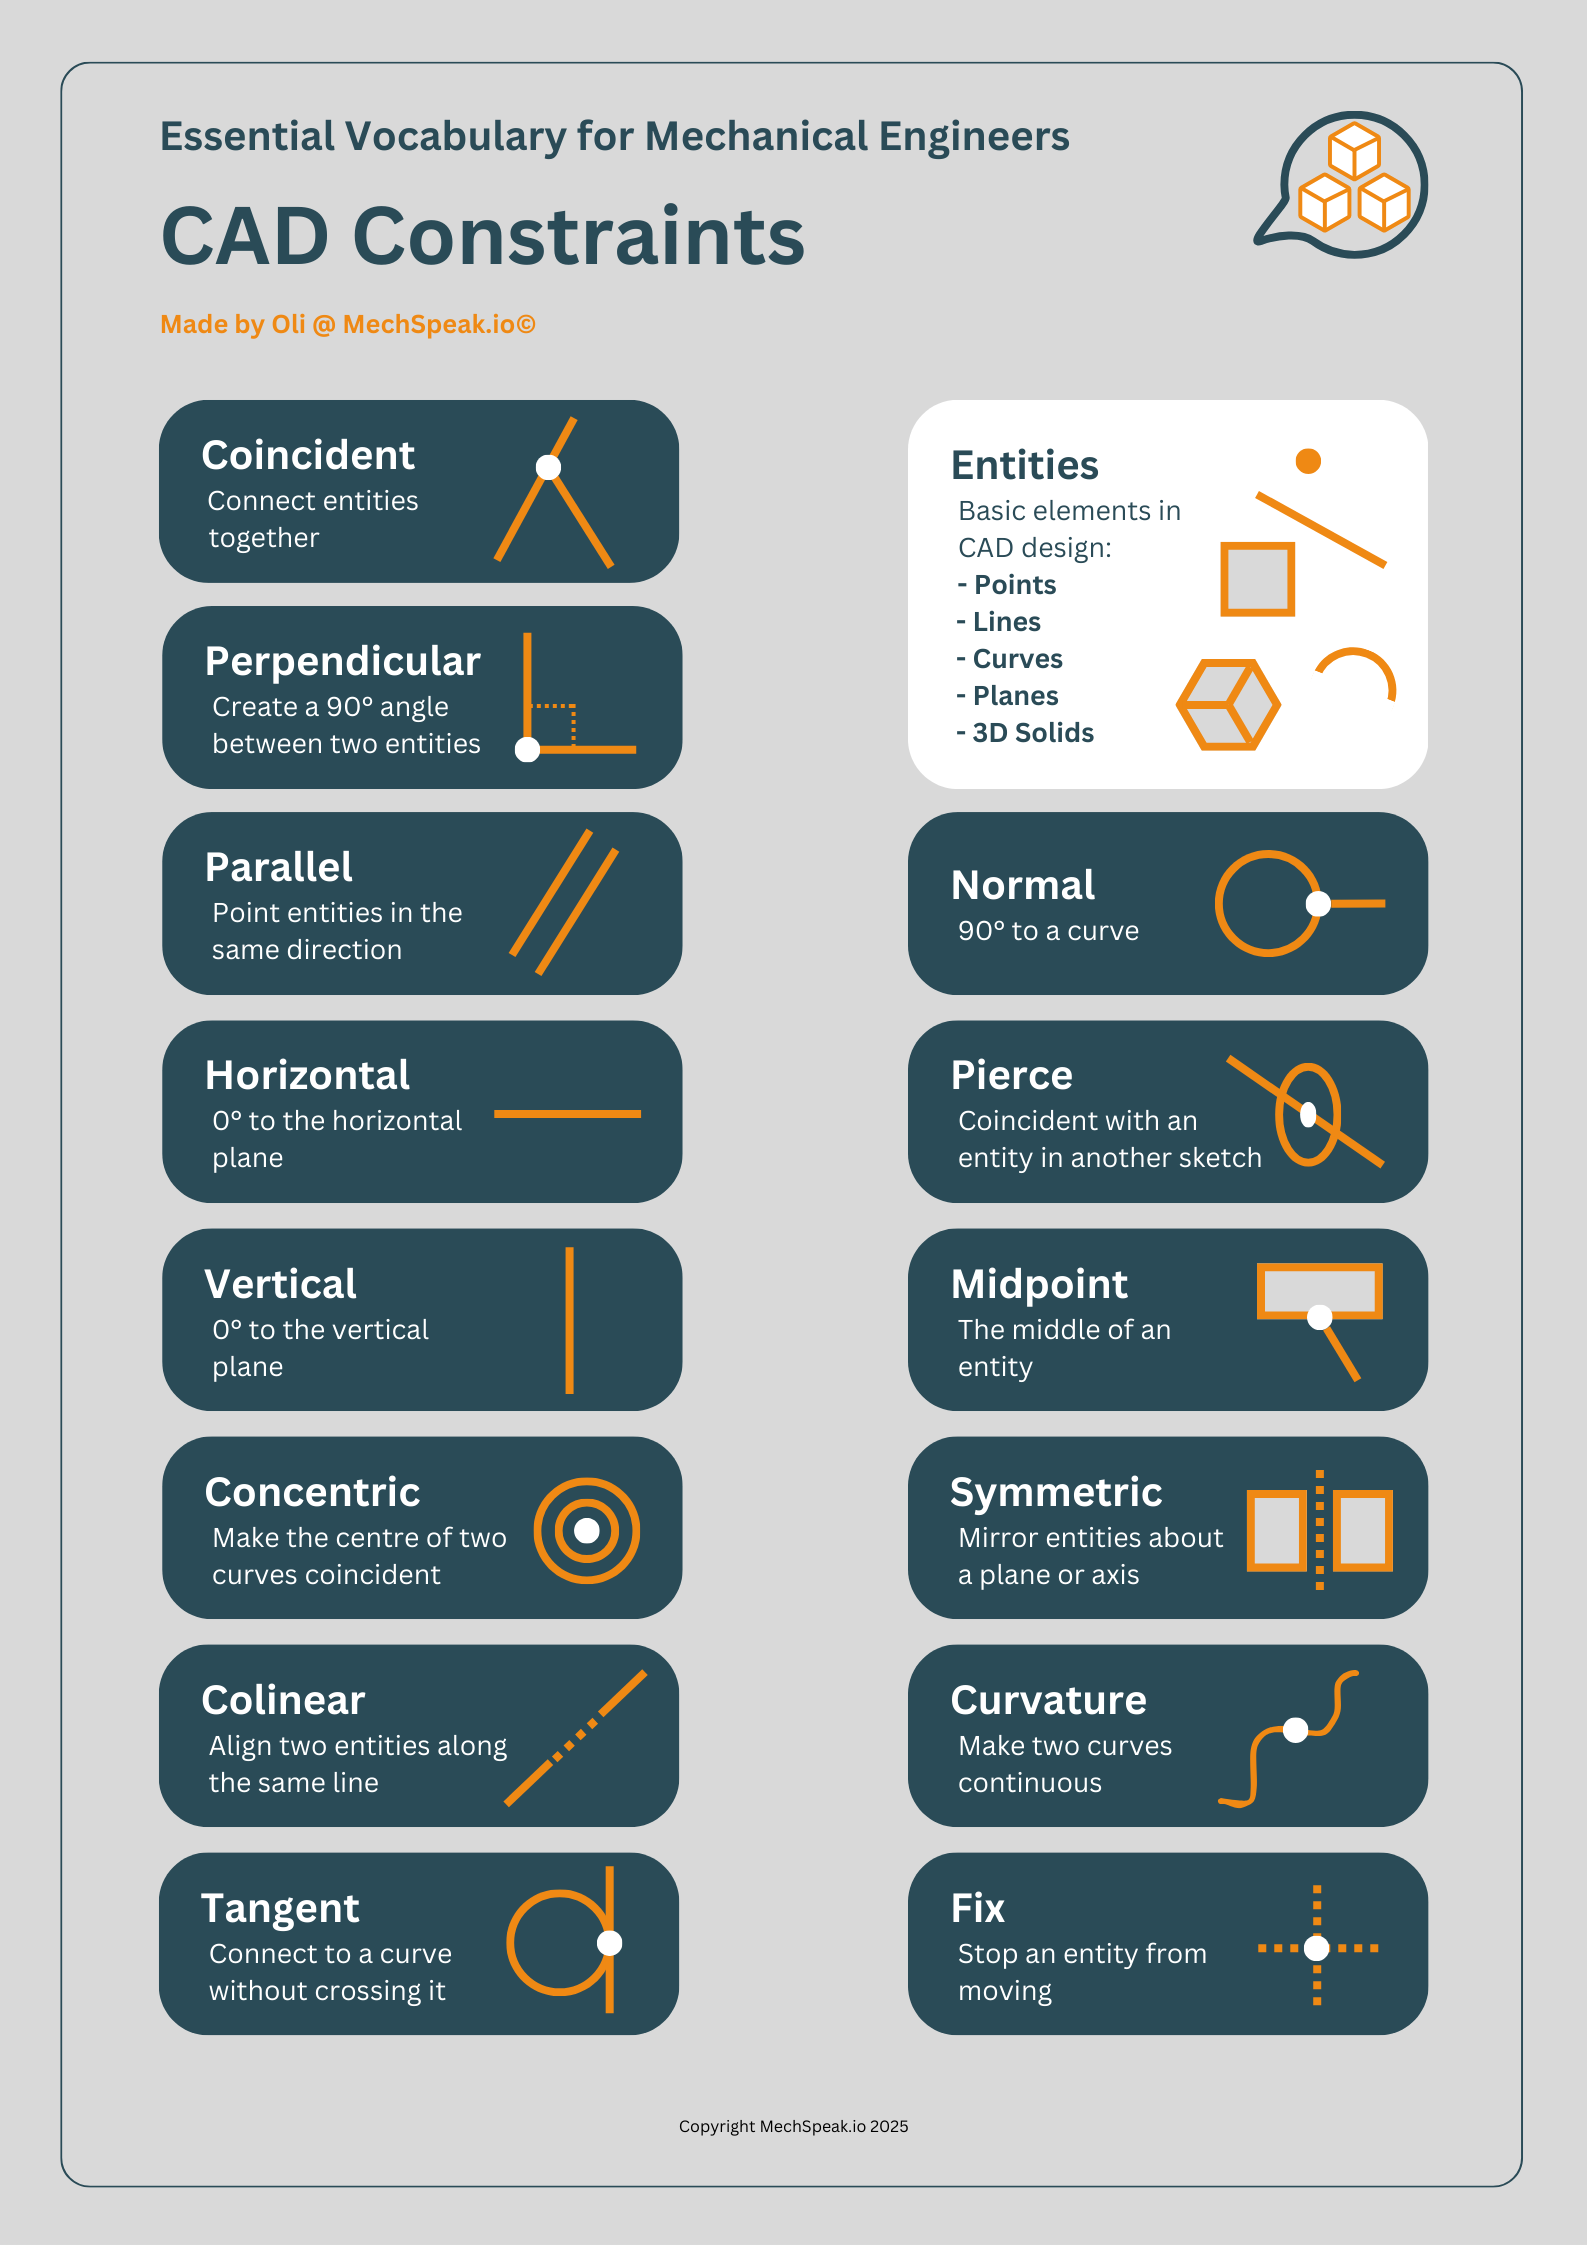 Essential Vocabulary for Mechanical Engineers
CAD Constraints
Made by Oli @ MechSpeak.io©
Coincident
Connect entities
together
Perpendicular
Create a 90° angle
between two entities
Parallel
Point entities in the
same direction
Horizontal
0° to the horizontal
plane
Vertical
0° to the vertical
plane
Concentric
Make the centre of two
curves coincident
Colinear
Align two entities along
the same line
Tangent
Connect to a curve
without crossing it
Entities
Basic elements in
CAD design:
- Points
- Lines
- Curves
- Planes
- 3D Solids
Normal
90° to a curve
Pierce
Coincident with an
entity in another sketch
Midpoint
The middle of an
entity
Symmetric
Mirror entities about
a plane or axis
Curvature
Make two curves
continuous
Fix
Stop an entity from
moving
Copyright MechSpeak.io 2025